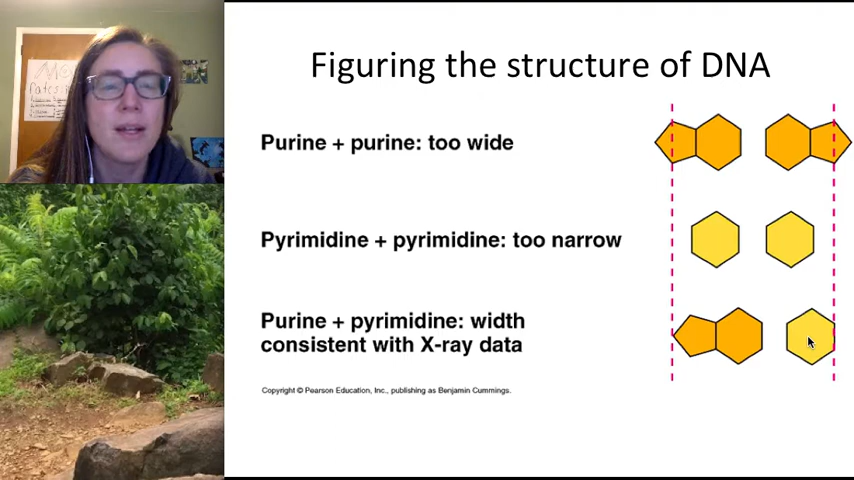 Figuring the structure of DNA
Purine + purine: too wide
Pyrimidine + pyrimidine: too narrow
Purine + pyrimidine: width
consistent with X-ray data
Copyright © Pearson Education, Inc., publishing as Benjamin Cummings.